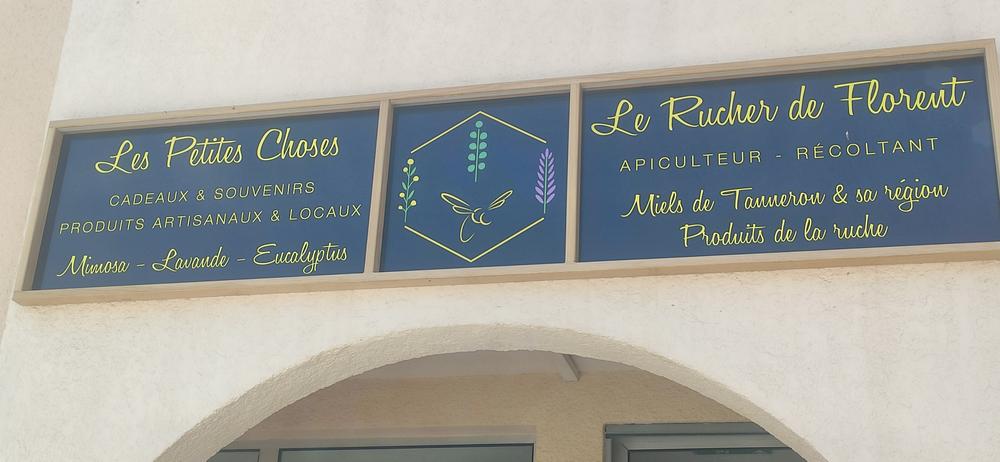 Les Petites Choses
CADEAUX & SOUVENIRS
PRODUITS ARTISANAUX & LOCAUX
Mimosa - Lavande - Eucalyptus
Le Rucher de Florent
APICULTEUR - RÉCOLTANT
Miels de Tanneron & sa région
Produits de la ruche